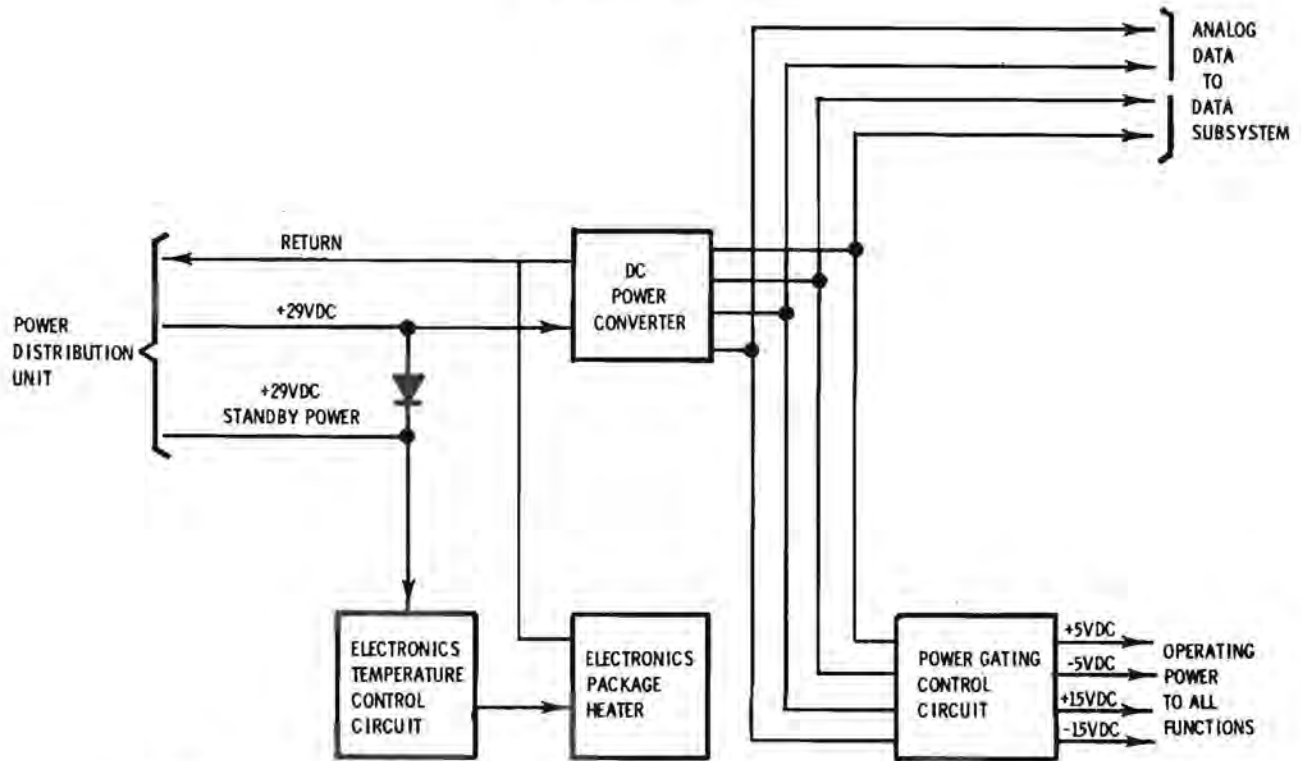 ANALOG
DATA
TO
DATA
SUBSYSTEM
RETURN
DC
POWER
CONVERTER
+29VDC
POWER
DISTRIBUTION
UNIT
+29VDC
STANDBY POWER
ELECTRONICS
TEMPERATURE
CONTROL
CIRCUIT
ELECTRONICS
PACKAGE
HEATER
POWER GATING
CONTROL
CIRCUIT
+5VDC
-5VDC
+15VDC
-15VDC
OPERATING
POWER
TO ALL
FUNCTIONS